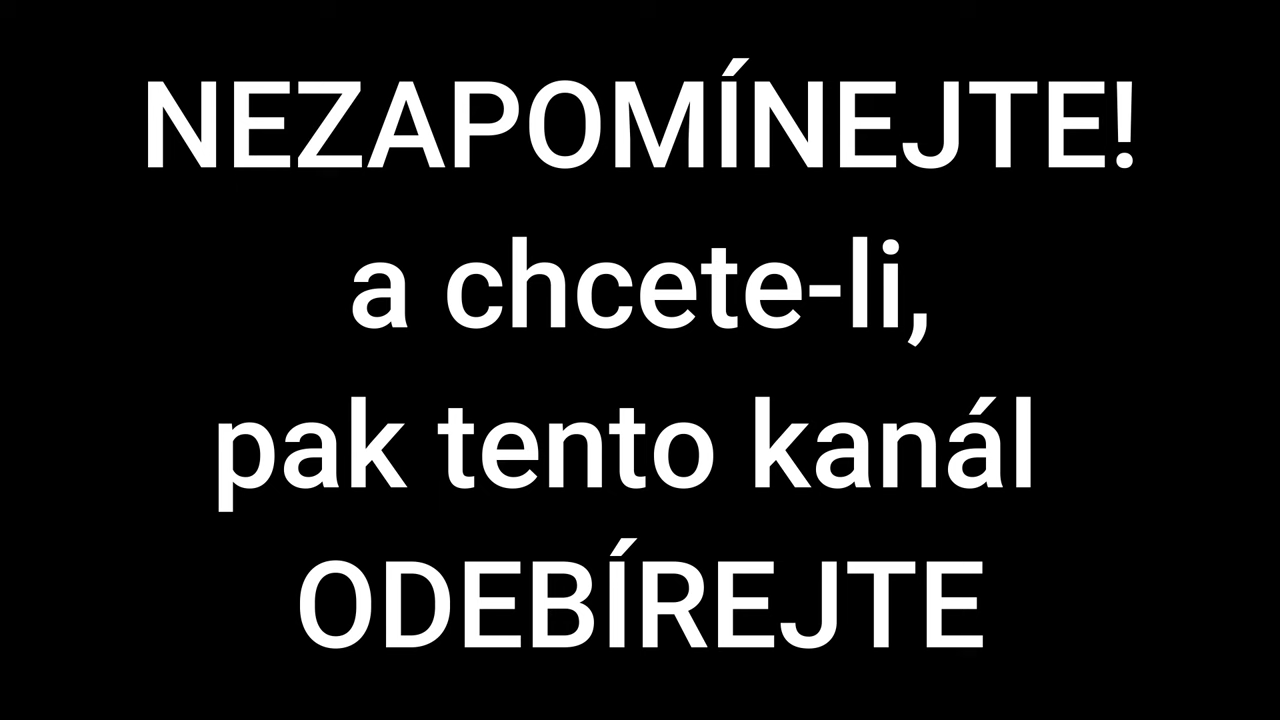 NEZAPOMÍNEJTE!
a chcete-li,
pak tento kanál
ODEBÍREJTE